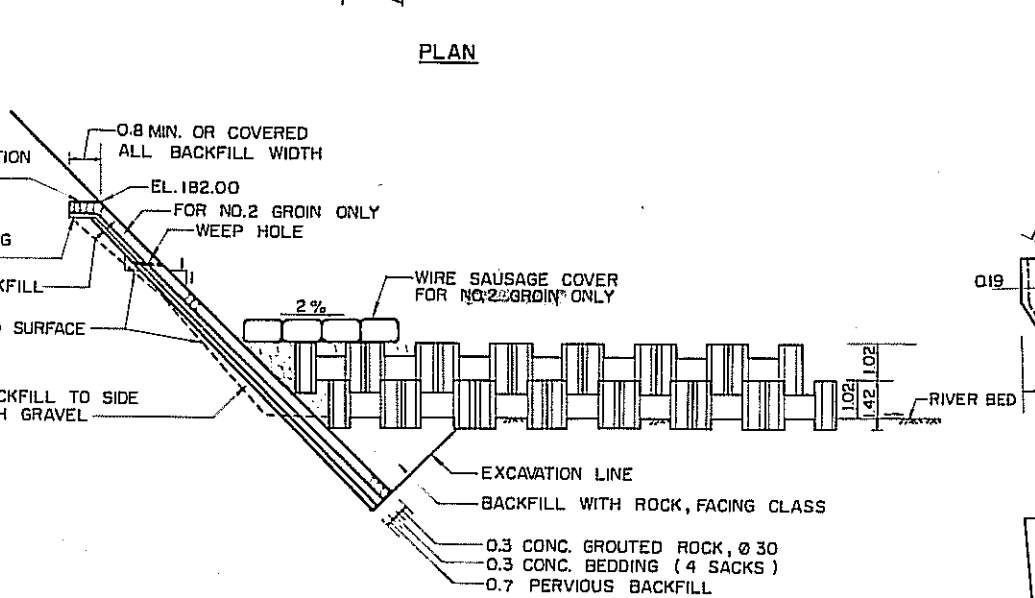 PLAN
0.8 MIN. OR COVERED
ALL BACKFILL WIDTH
TION
EL. 182.00
FOR NO.2 GROIN ONLY
WEEP HOLE
G
KFILL
WIRE SAUSAGE COVER
FOR NO.2 GROIN ONLY
2 %
0.19
SURFACE
1.02
1.02
1.42
CKFILL TO SIDE
H GRAVEL
RIVER BED
EXCAVATION LINE
BACKFILL WITH ROCK, FACING CLASS
0.3 CONC. GROUTED ROCK, Ø 30
0.3 CONC. BEDDING ( 4 SACKS )
0.7 PERVIOUS BACKFILL